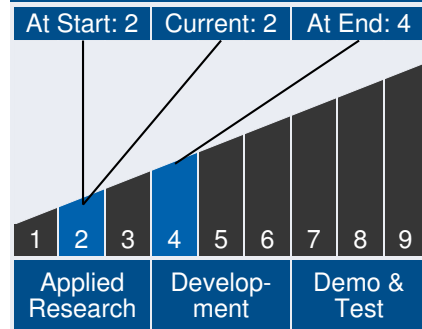 At Start: 2 Current: 2 At End: 4
1 2 3 4 5 6 7 8 9
Applied Develop- Demo &
Research ment Test